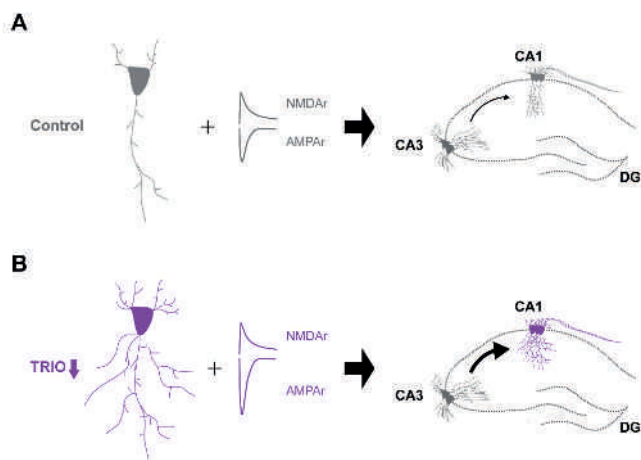 A
CA1
Control
NMDAr
AMPAr
CA3
DG
B
CA1
TRIO
NMDAr
AMPAr
CA3
DG